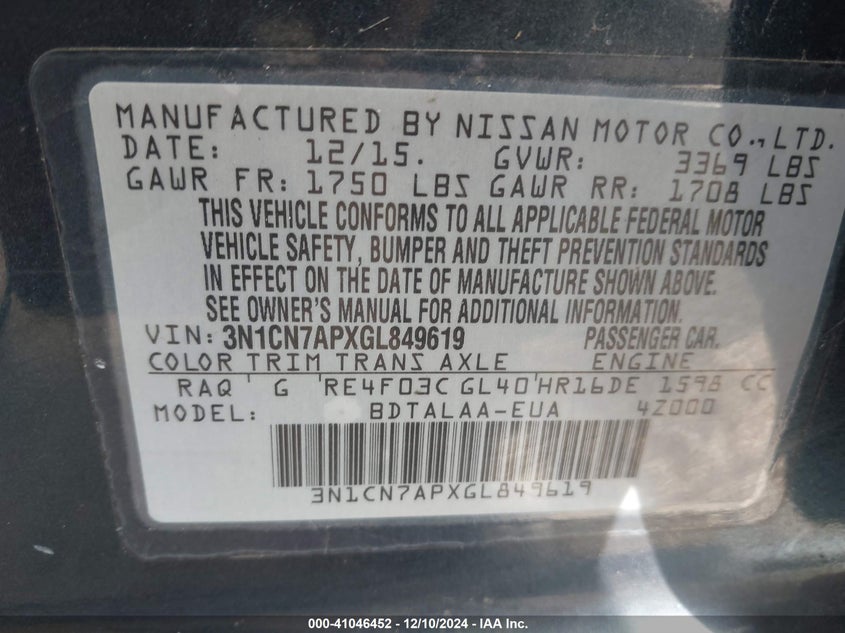 MANUFACTURED BY NISSAN MOTOR CO., LTD.
DATE: 12/15. GVWR: 3369 LBS
GAWR FR: 1750 LBS GAWR RR: 1708 LBS
THIS VEHICLE CONFORMS TO ALL APPLICABLE FEDERAL MOTOR
VEHICLE SAFETY, BUMPER AND THEFT PREVENTION STANDARDS
IN EFFECT ON THE DATE OF MANUFACTURE SHOWN ABOVE.
SEE OWNER'S MANUAL FOR ADDITIONAL INFORMATION.
VIN: 3N1CN7APXGL849619 PASSENGER CAR.
COLOR TRIM TRANS AXLE ENGINE
RAQ G RE4F03C GL40 HR16DE 1598 CC
MODEL: BDTALAA-EUA 4Z000
3N1CN7APXGL849619
000-41046452 - 12/10/2024 - IAA Inc.